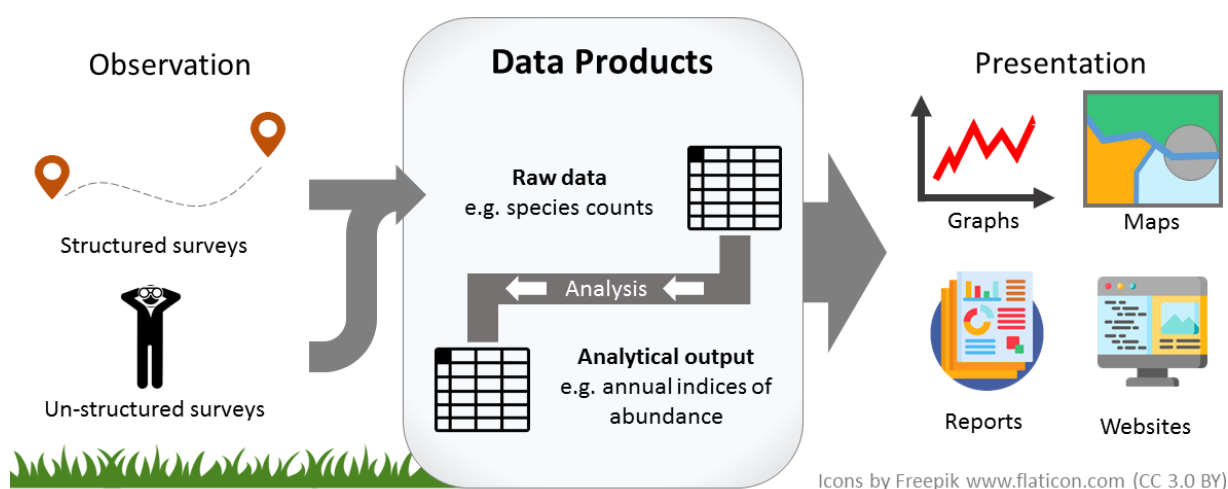 Observation
Structured surveys
Un-structured surveys
Data Products
Raw data
e.g. species counts
Analysis
Analytical output
e.g. annual indices of
abundance
Presentation
Graphs
Maps
Reports
Websites
Icons by Freepik www.flaticon.com (CC 3.0 BY)